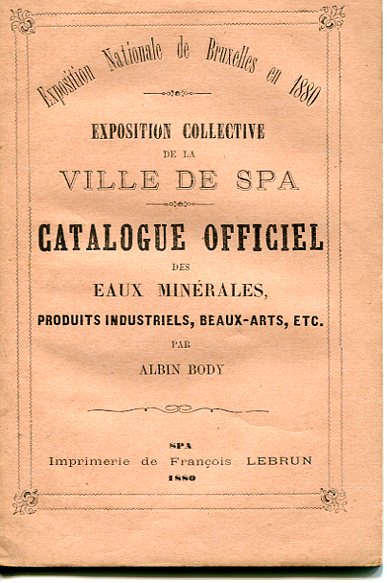 Exposition Nationale de Bruxelles en 1880
EXPOSITION COLLECTIVE
DE LA
VILLE DE SPA
CATALOGUE OFFICIEL
DES
EAUX MINÉRALES,
PRODUITS INDUSTRIELS, BEAUX-ARTS, ETC.
PAR
ALBIN BODY
SPA
Imprimerie de François LEBRUN
1880